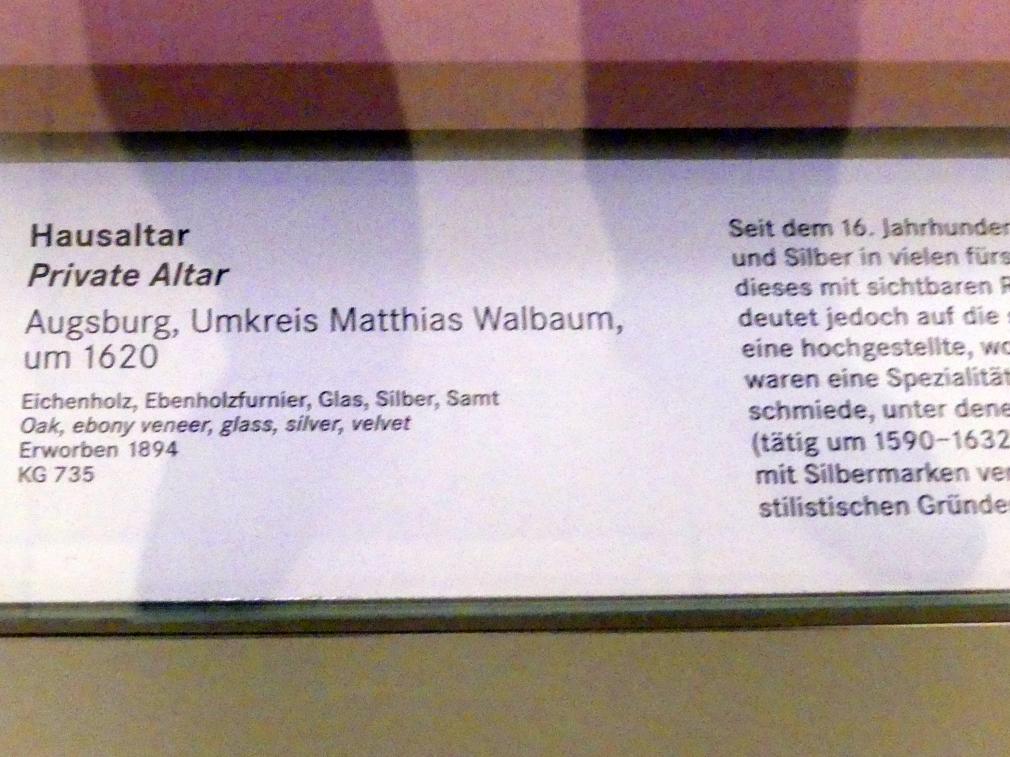 Hausaltar
Private Altar
Augsburg, Umkreis Matthias Walbaum,
um 1620
Eichenholz, Ebenholzfurnier, Glas, Silber, Samt
Oak, ebony veneer, glass, silver, velvet
Erworben 1894
KG 735
Seit dem 16. Jahrhunder
und Silber in vielen fürs
dieses mit sichtbaren
deutet jedoch auf die
eine hochgestellte, wo
waren eine Spezialität
schmiede, unter dene
(tätig um 1590–1632
mit Silbermarken ver
stilistischen Gründe